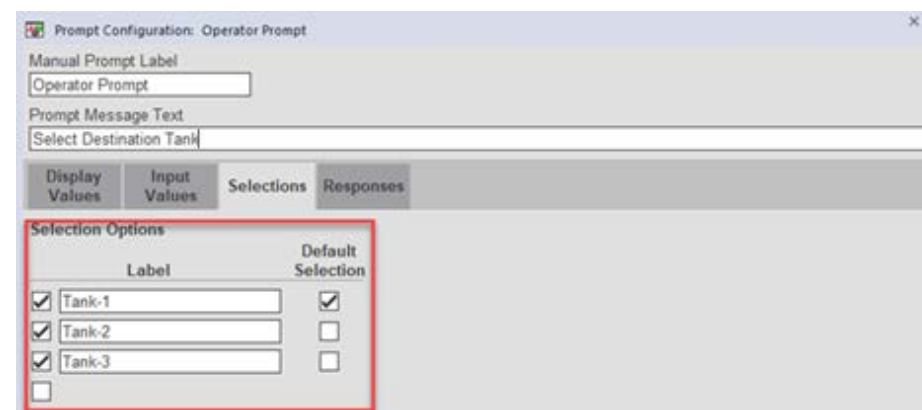 Prompt Configuration: Operator Prompt
Manual Prompt Label
Operator Prompt
Prompt Message Text
Select Destination Tank
Display Values
Input Values
Selections
Responses
Selection Options
Label
Default Selection
Tank-1
Tank-2
Tank-3